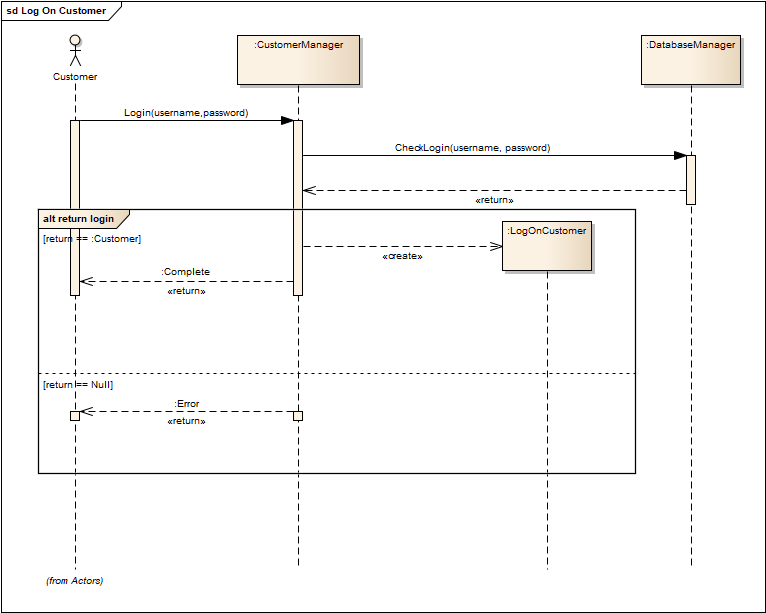 sd Log On Customer
Customer
:CustomerManager
:DatabaseManager
Login(username,password)
CheckLogin(username, password)
«return»
alt return login
[return == :Customer]
:LogOnCustomer
«create»
:Complete
«return»
[return == Null]
:Error
«return»
(from Actors)